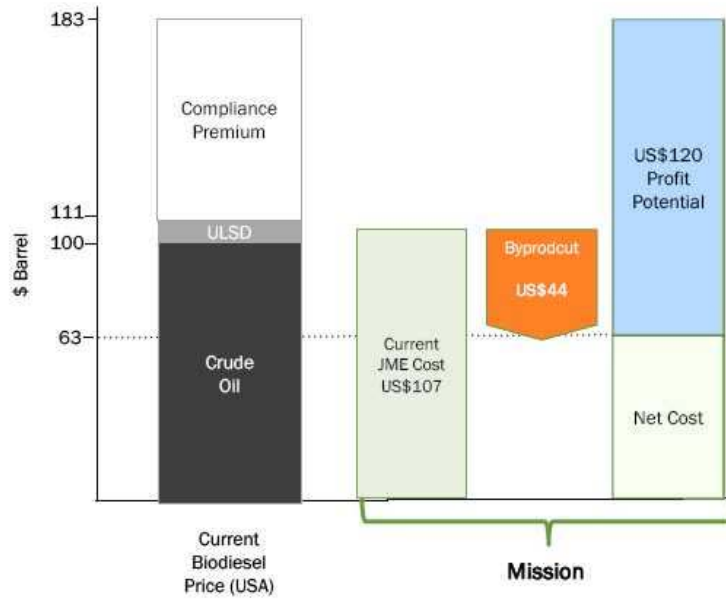 $ Barrel
183
111
100
63
Compliance
Premium
ULSD
Crude
Oil
Current
Biodiesel
Price (USA)
Current
JME Cost
US$107
Byprodcut
US$44
US$120
Profit
Potential
Net Cost
Mission